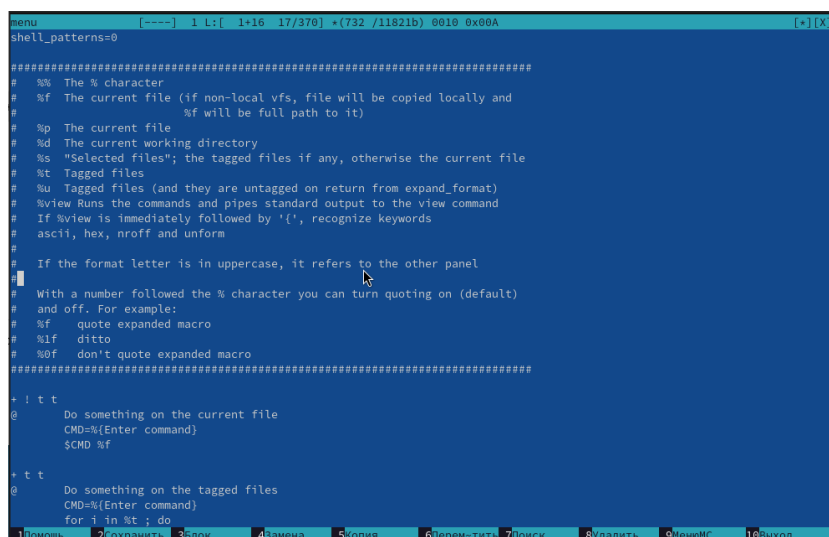 menu [----] 1 L:[ 1+16 17/370] *(732 /11821b) 0010 0x00A [*][X]
shell_patterns=0
##############################################################################
# %% The % character
# %f The current file (if non-local vfs, file will be copied locally and
# %f will be full path to it)
# %p The current file
# %d The current working directory
# %s "Selected files"; the tagged files if any, otherwise the current file
# %t Tagged files
# %u Tagged files (and they are untagged on return from expand_format)
# %view Runs the commands and pipes standard output to the view command
# If %view is immediately followed by '{', recognize keywords
# ascii, hex, nroff and unform
#
# If the format letter is in uppercase, it refers to the other panel
#
# With a number followed the % character you can turn quoting on (default)
# and off. For example:
# %f quote expanded macro
# %1f ditto
# %0f don't quote expanded macro
##############################################################################
+ ! t t
@ Do something on the current file
CMD=%{Enter command}
$CMD %f
+ t t
@ Do something on the tagged files
CMD=%{Enter command}
for i in %t ; do
1Помощь 2Сохранить 3Блок 4Замена 5Копия 6Перем~тить 7Поиск 8Удалить 9МенюMC 10Выход